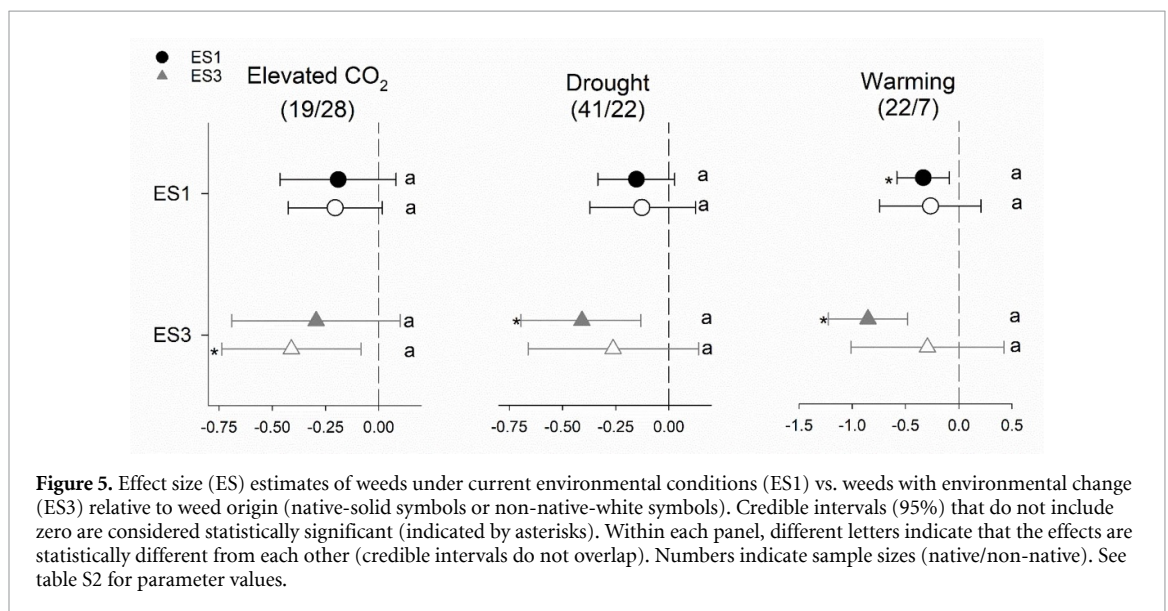 ES1
ES3
Elevated CO₂
(19/28)
Drought
(41/22)
Warming
(22/7)
ES1
a
a
a
a
*
a
a
ES3
a
*
a
*
a
a
*
a
a
-0.75 -0.50 -0.25 0.00
-0.75 -0.50 -0.25 0.00
-1.5 -1.0 -0.5 0.0 0.5
Figure 5. Effect size (ES) estimates of weeds under current environmental conditions (ES1) vs. weeds with environmental change
(ES3) relative to weed origin (native-solid symbols or non-native-white symbols). Credible intervals (95%) that do not include
zero are considered statistically significant (indicated by asterisks). Within each panel, different letters indicate that the effects are
statistically different from each other (credible intervals do not overlap). Numbers indicate sample sizes (native/non-native). See
table S2 for parameter values.